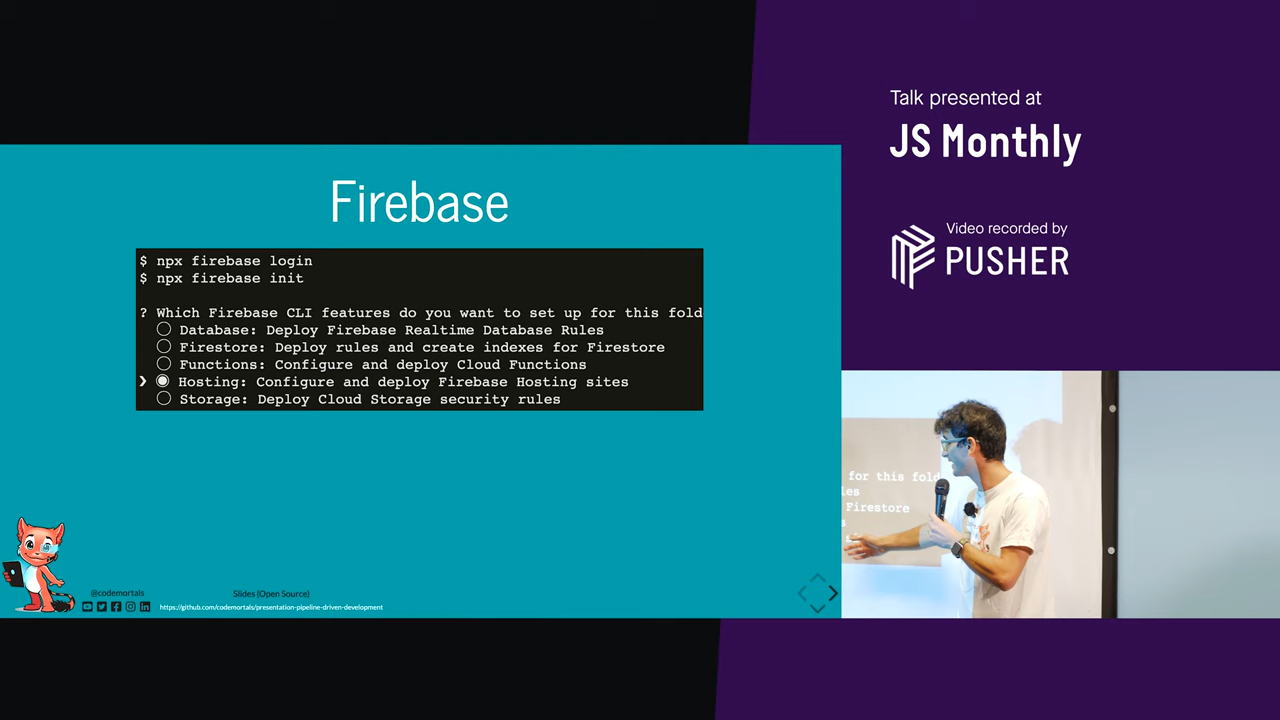 Talk presented at
JS Monthly
Video recorded by
PUSHER
Firebase
$ npx firebase login
$ npx firebase init
? Which Firebase CLI features do you want to set up for this fold
◯ Database: Deploy Firebase Realtime Database Rules
◯ Firestore: Deploy rules and create indexes for Firestore
◯ Functions: Configure and deploy Cloud Functions
❯ ◉ Hosting: Configure and deploy Firebase Hosting sites
◯ Storage: Deploy Cloud Storage security rules
for this fold
les
Firestore
s
@codemortals
Slides (Open Source)
https://github.com/codemortals/presentation-pipeline-driven-development